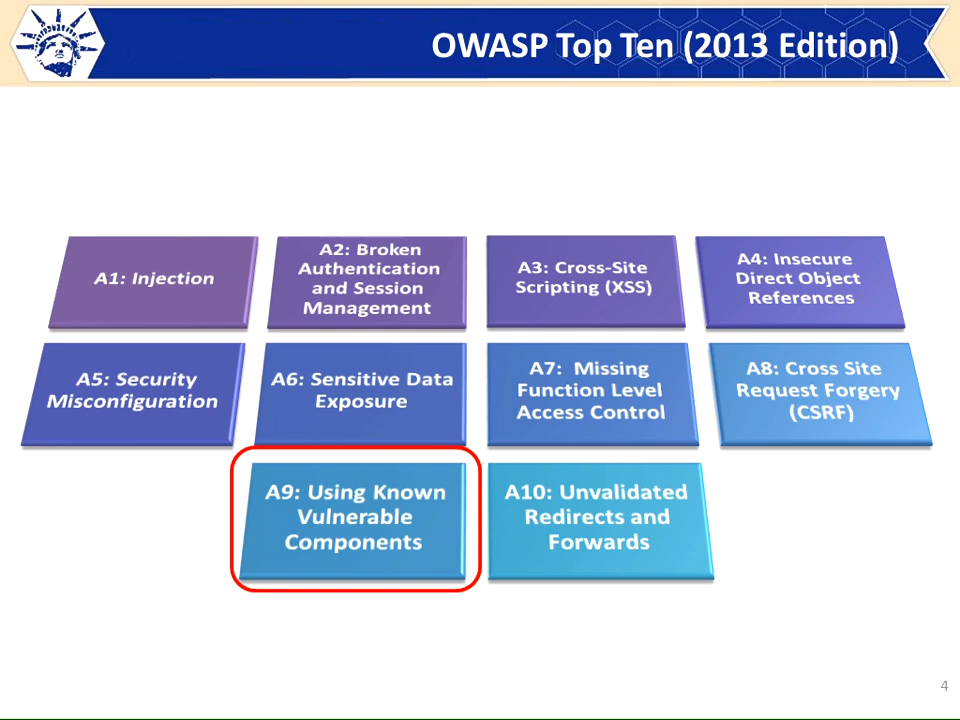 OWASP Top Ten (2013 Edition)
A1: Injection
A2: Broken
Authentication
and Session
Management
A3: Cross-Site
Scripting (XSS)
A4: Insecure
Direct Object
References
A5: Security
Misconfiguration
A6: Sensitive Data
Exposure
A7: Missing
Function Level
Access Control
A8: Cross Site
Request Forgery
(CSRF)
A9: Using Known
Vulnerable
Components
A10: Unvalidated
Redirects and
Forwards
4